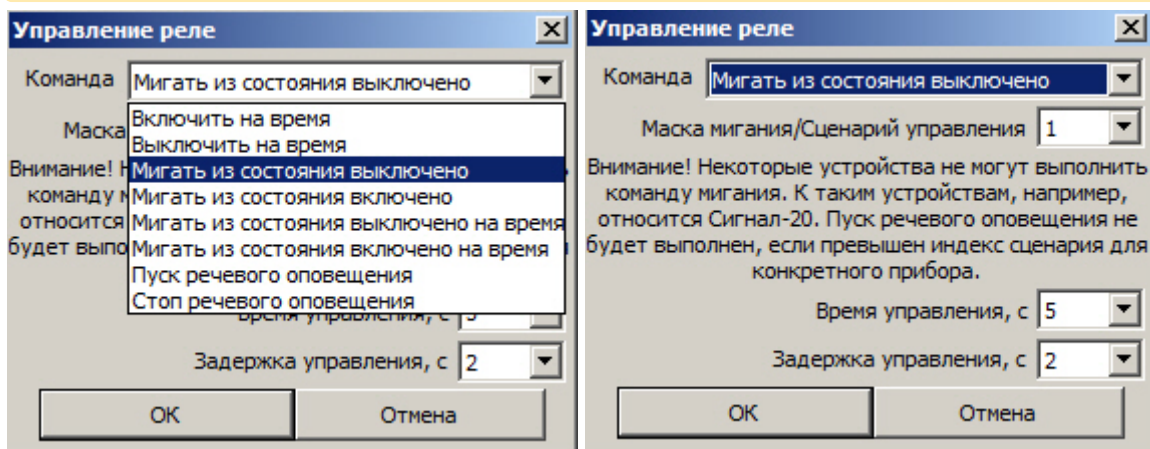 Управление реле
Команда Мигать из состояния выключено
Включить на время
Маска
Выключить на время
Внимание!
Мигать из состояния выключено
команду
Мигать из состояния включено
относится
Мигать из состояния выключено на время
будет
Мигать из состояния включено на время
Пуск речевого оповещения
Стоп речевого оповещения
Задержка управления, с 2
ОК Отмена
Управление реле
Команда Мигать из состояния выключено
Маска мигания/Сценарий управления 1
Внимание! Некоторые устройства не могут выполнить
команду мигания. К таким устройствам, например,
относится Сигнал-20. Пуск речевого оповещения не
будет выполнен, если превышен индекс сценария для
конкретного прибора.
Время управления, с 5
Задержка управления, с 2
ОК Отмена